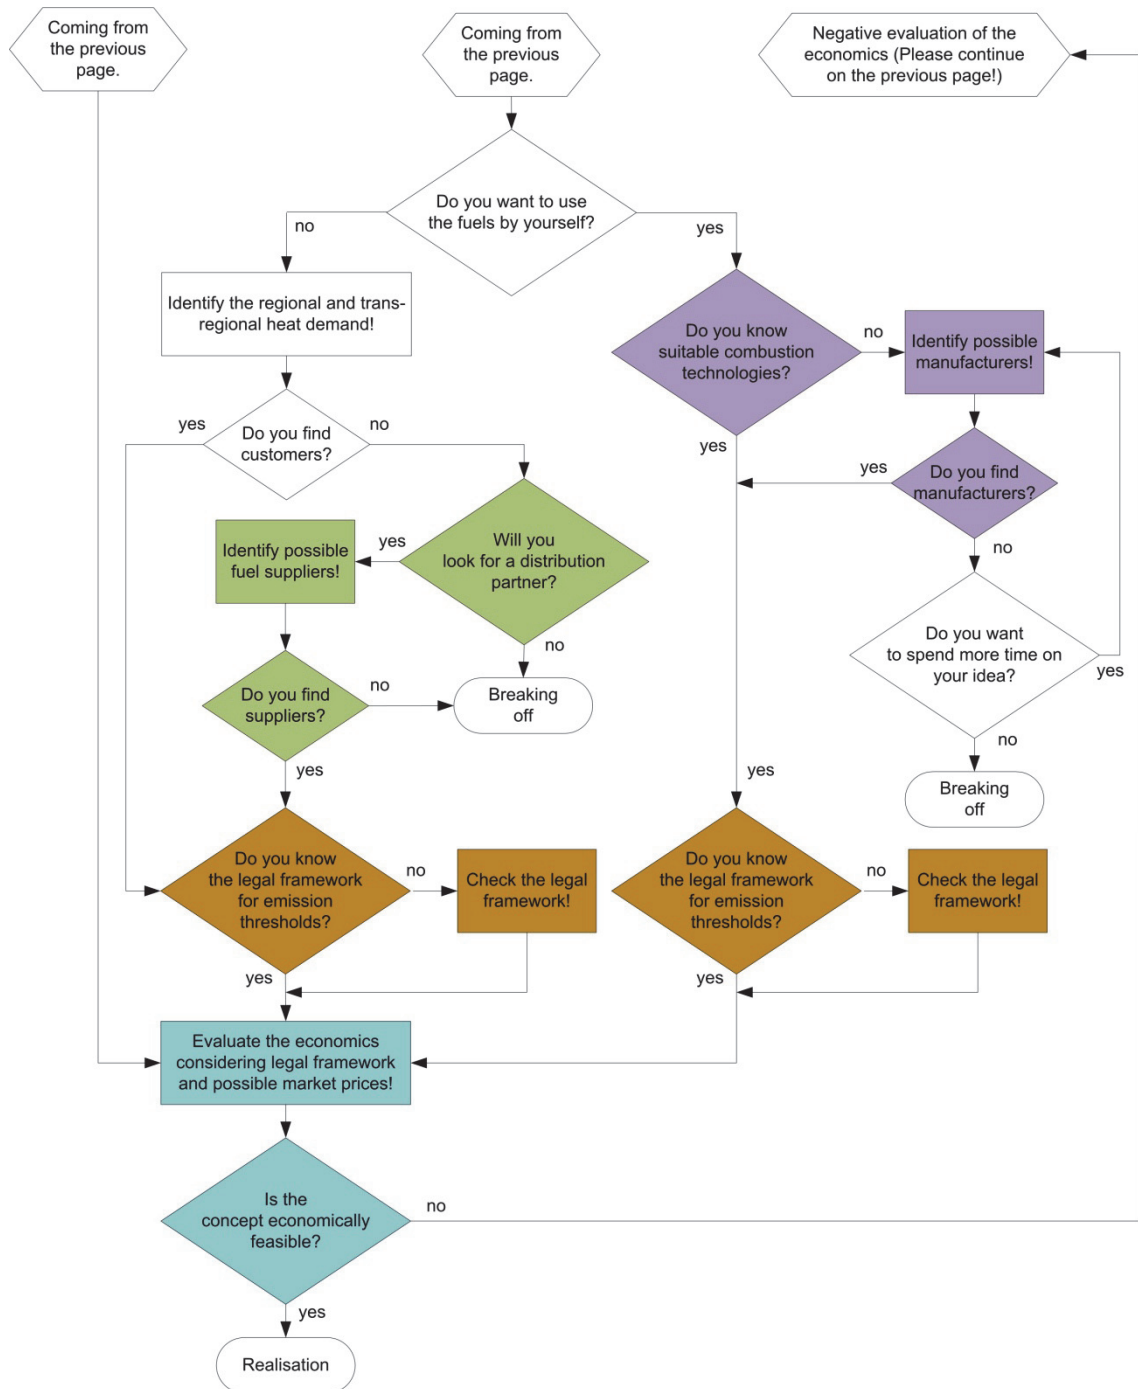 Coming from
the previous
page.
Coming from
the previous
page.
Negative evaluation of the
economics (Please continue
on the previous page!)
Do you want to use
the fuels by yourself?
no
yes
Identify the regional and trans-
regional heat demand!
Do you know
suitable combustion
technologies?
no
Identify possible
manufacturers!
yes
Do you find
customers?
no
yes
yes
Do you find
manufacturers?
yes
Identify possible
fuel suppliers!
yes
Will you
look for a distribution
partner?
no
Do you want
to spend more time on
your idea?
yes
no
Do you find
suppliers?
no
Breaking
off
no
Breaking
off
yes
yes
Do you know
the legal framework
for emission
thresholds?
no
Check the legal
framework!
Do you know
the legal framework
for emission
thresholds?
no
Check the legal
framework!
yes
yes
Evaluate the economics
considering legal framework
and possible market prices!
Is the
concept economically
feasible?
no
yes
Realisation